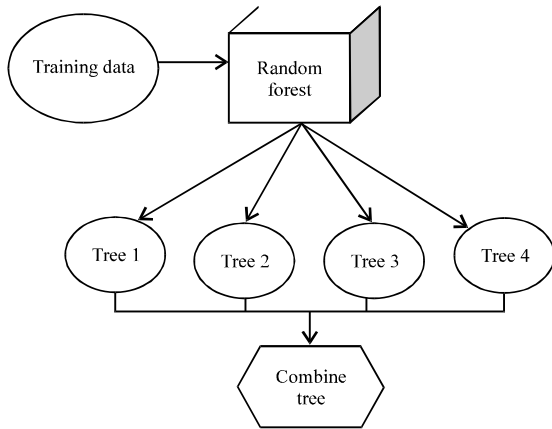 Training data
Random
forest
Tree 1
Tree 2
Tree 3
Tree 4
Combine
tree